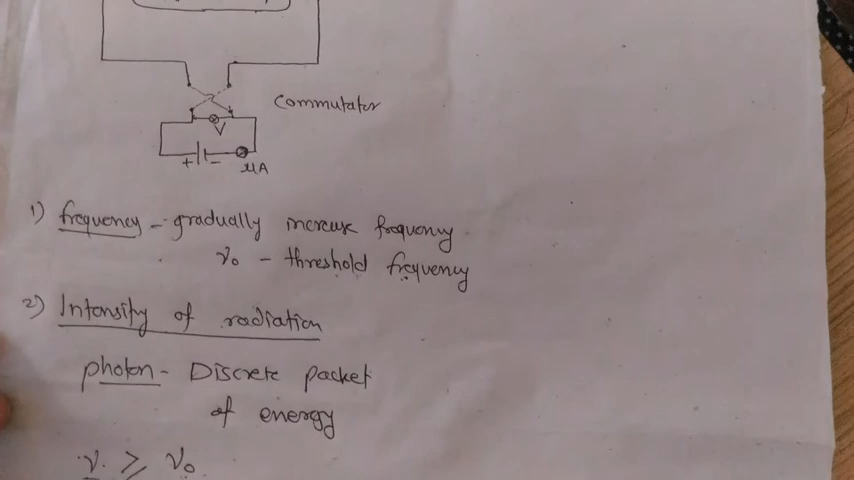 Commutator
V
+ -
μA
1) frequency - gradually increase frequency
ν₀ - threshold frequency
2) Intensity of radiation
photon - Discrete packet
of energy
ν ≥ ν₀